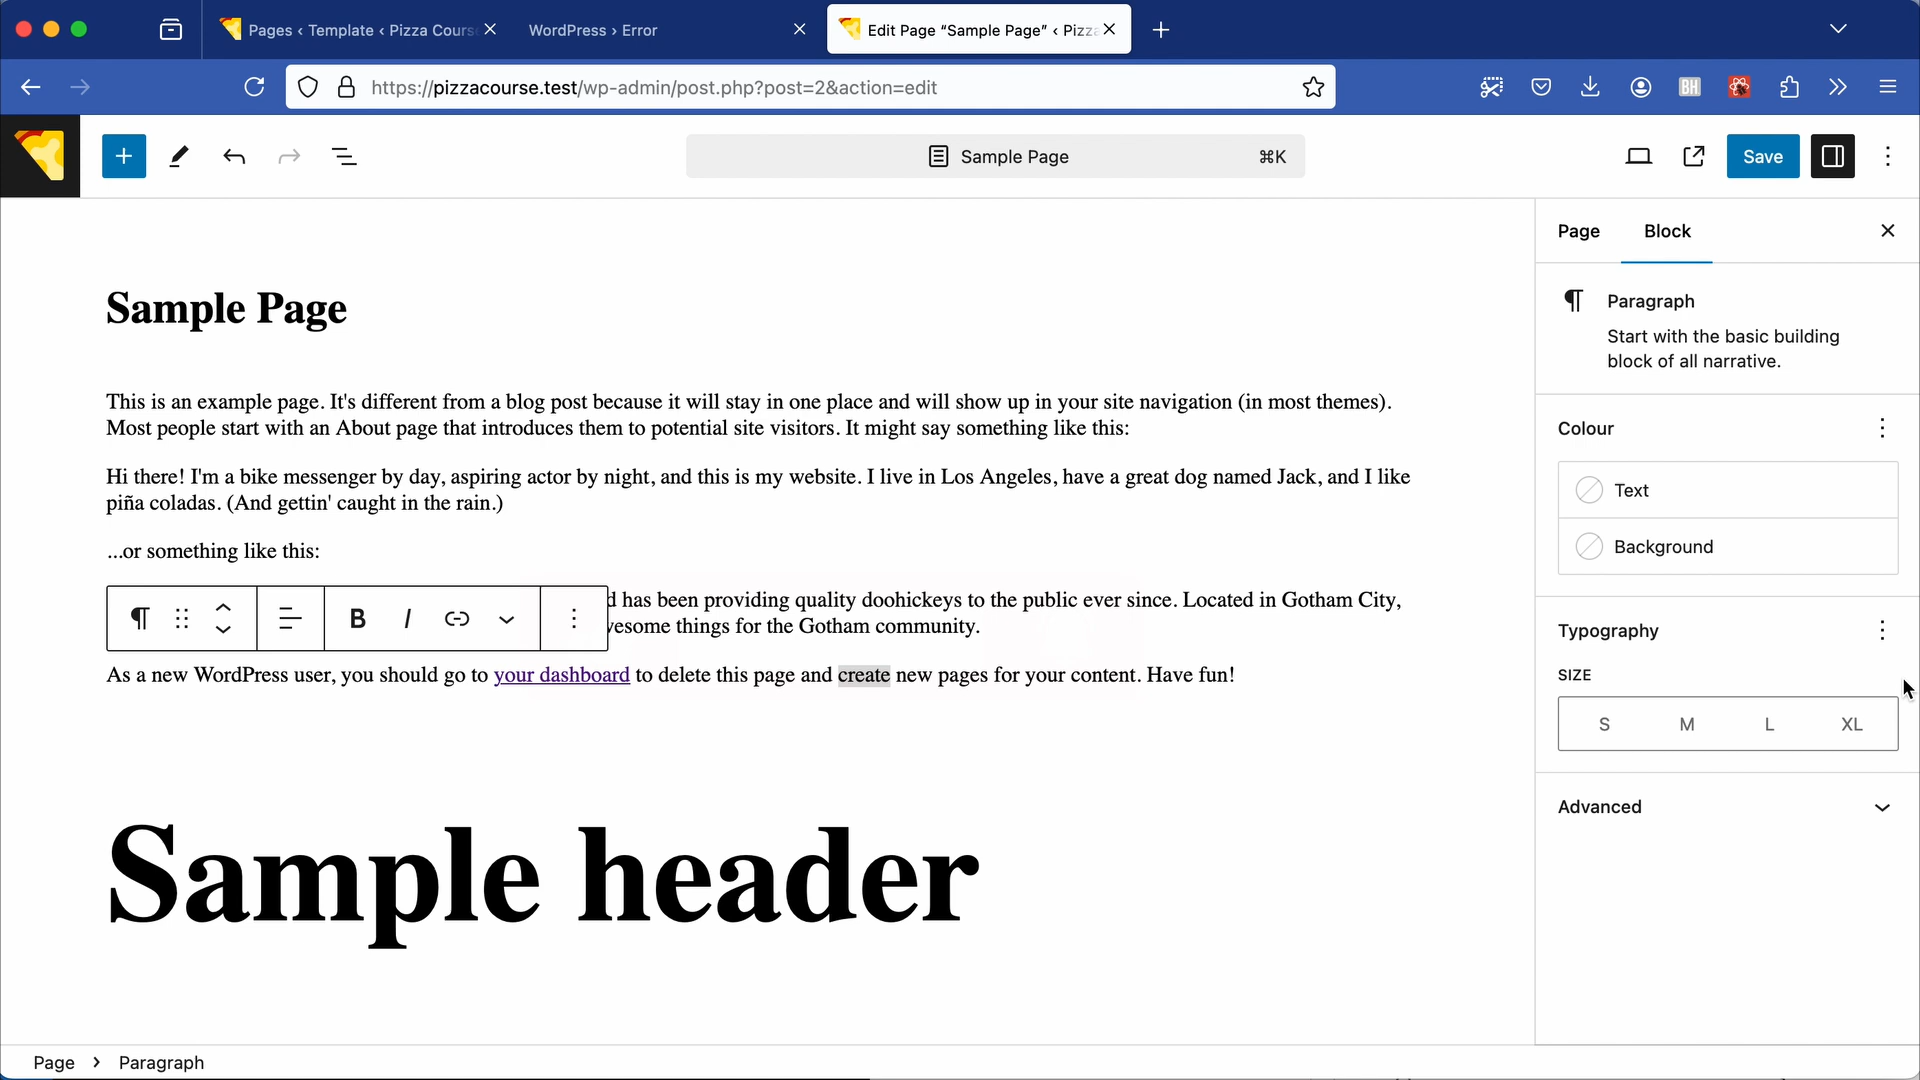 Pages ‹ Template ‹ Pizza Cours
WordPress › Error
Edit Page “Sample Page” ‹ Pizz
https://pizzacourse.test/wp-admin/post.php?post=2&action=edit
BH
Sample Page
⌘K
Save
Page
Block
Paragraph
Start with the basic building
block of all narrative.
Colour
Text
Background
Typography
SIZE
S M L XL
Advanced
Sample Page
This is an example page. It's different from a blog post because it will stay in one place and will show up in your site navigation (in most themes).
Most people start with an About page that introduces them to potential site visitors. It might say something like this:
Hi there! I'm a bike messenger by day, aspiring actor by night, and this is my website. I live in Los Angeles, have a great dog named Jack, and I like
piña coladas. (And gettin' caught in the rain.)
...or something like this:
d has been providing quality doohickeys to the public ever since. Located in Gotham City,
wesome things for the Gotham community.
B I
As a new WordPress user, you should go to your dashboard to delete this page and create new pages for your content. Have fun!
Sample header
Page › Paragraph